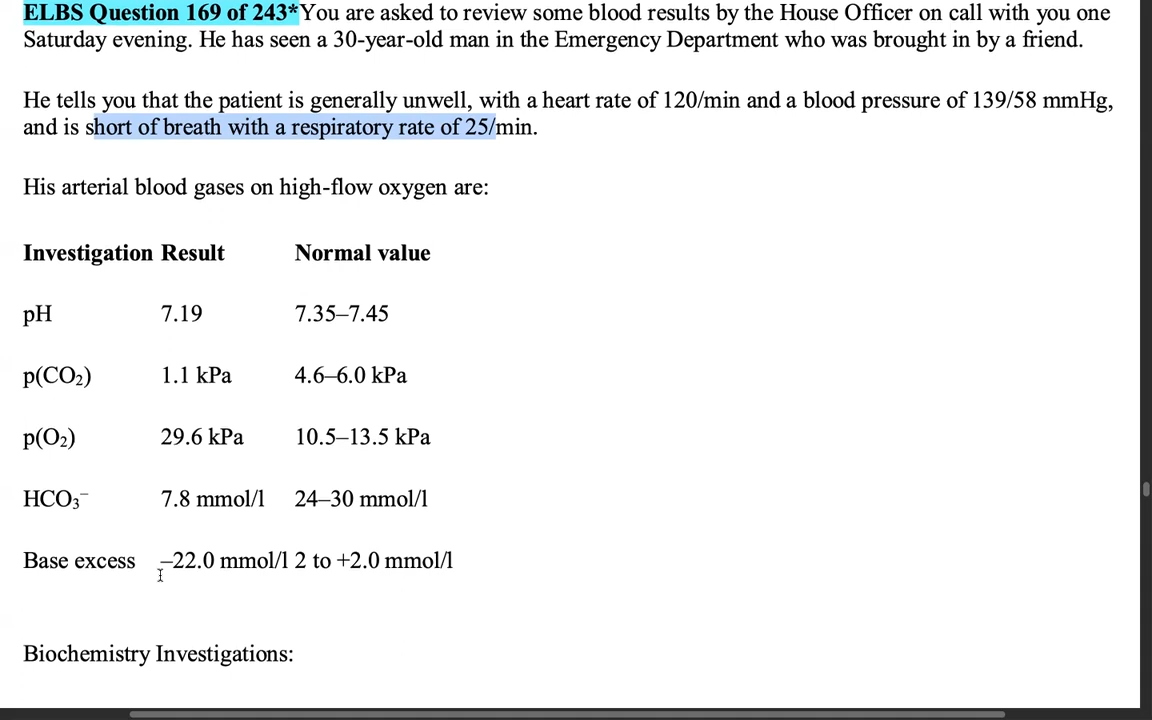 ELBS Question 169 of 243*You are asked to review some blood results by the House Officer on call with you one
Saturday evening. He has seen a 30-year-old man in the Emergency Department who was brought in by a friend.
He tells you that the patient is generally unwell, with a heart rate of 120/min and a blood pressure of 139/58 mmHg,
and is short of breath with a respiratory rate of 25/min.
His arterial blood gases on high-flow oxygen are:
Investigation Result Normal value
pH 7.19 7.35–7.45
p(CO₂) 1.1 kPa 4.6–6.0 kPa
p(O₂) 29.6 kPa 10.5–13.5 kPa
HCO₃⁻ 7.8 mmol/l 24–30 mmol/l
Base excess –22.0 mmol/l 2 to +2.0 mmol/l
Biochemistry Investigations: